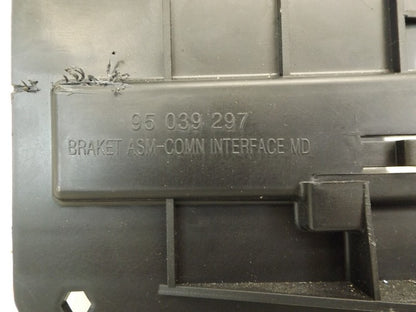 95 039 297
BRAKET ASM-COMN INTERFACE MD